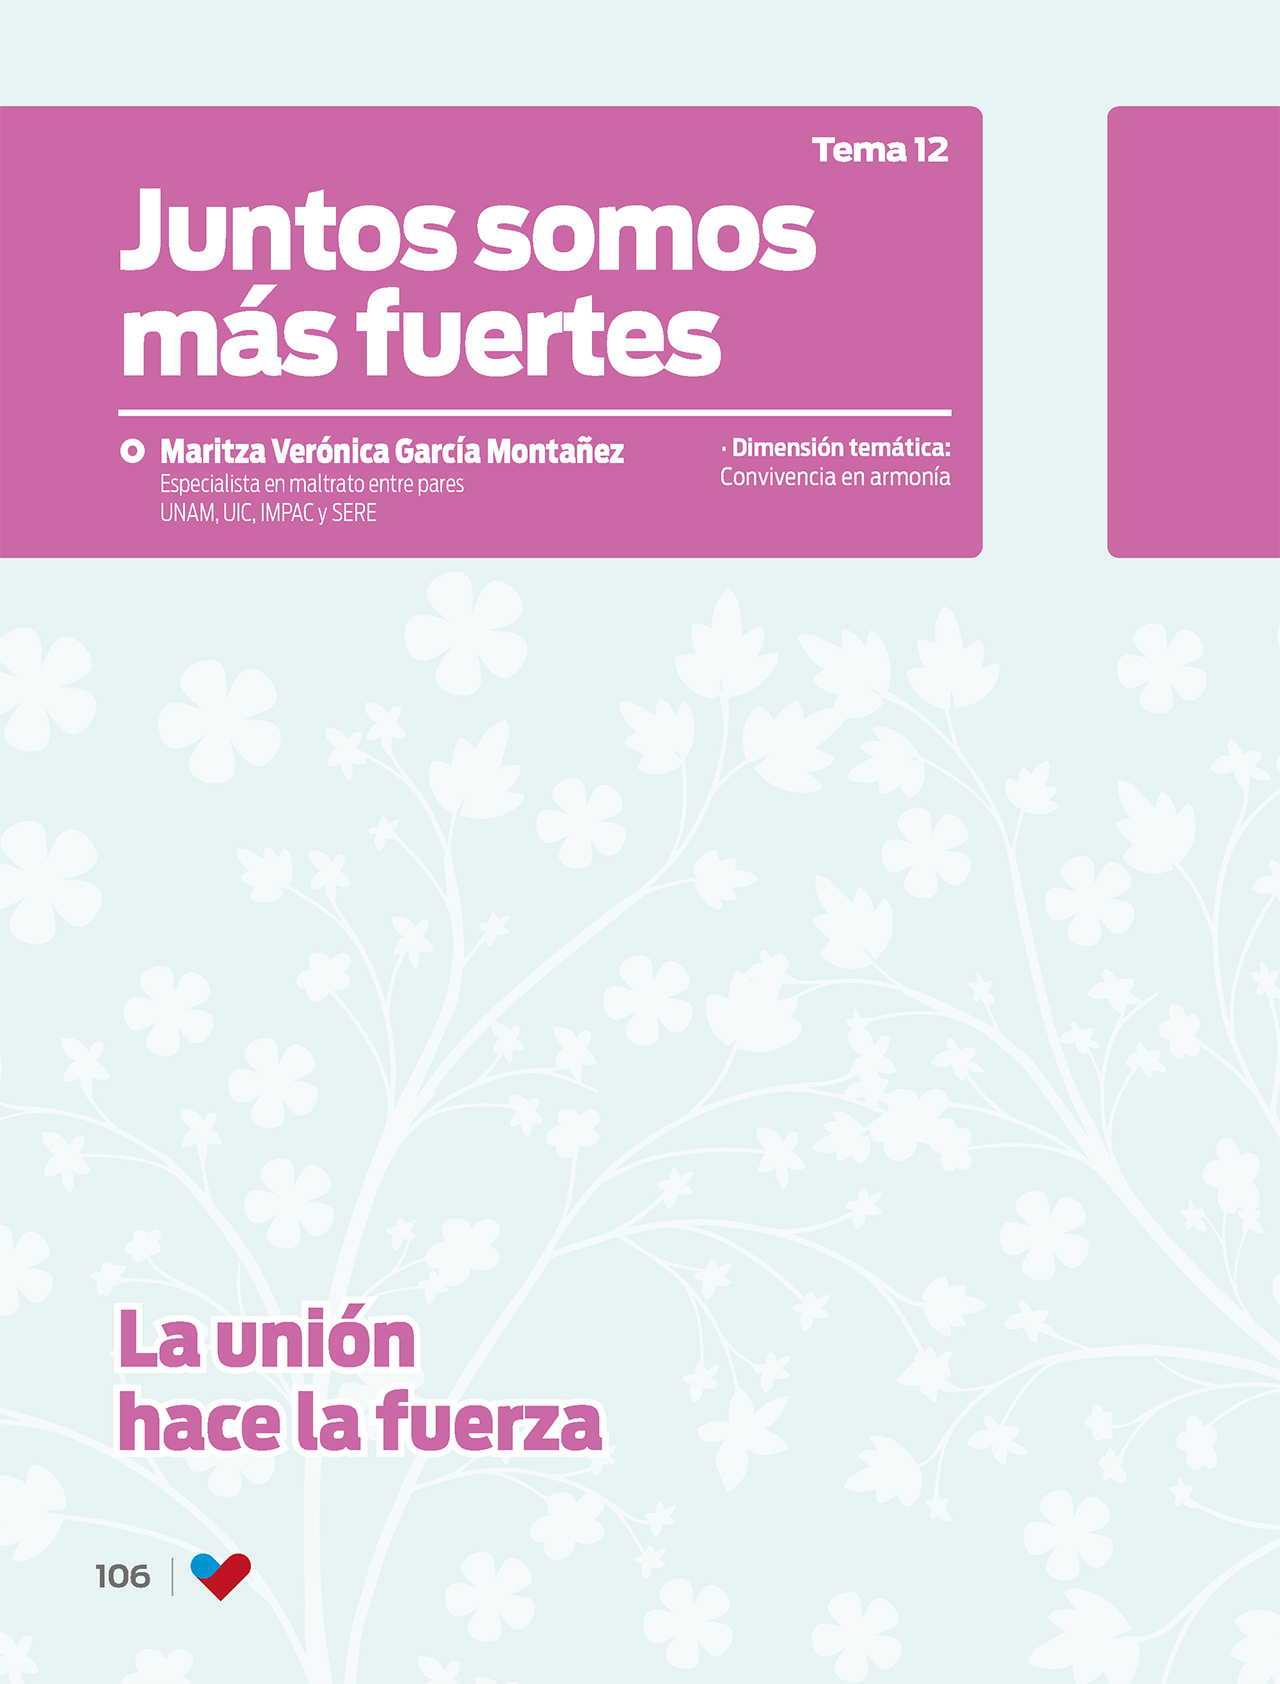 Tema 12
Juntos somos
más fuertes
Maritza Verónica García Montañez
Especialista en maltrato entre pares
UNAM, UIC, IMPAC y SERE
· Dimensión temática:
Convivencia en armonía
La unión
hace la fuerza
106